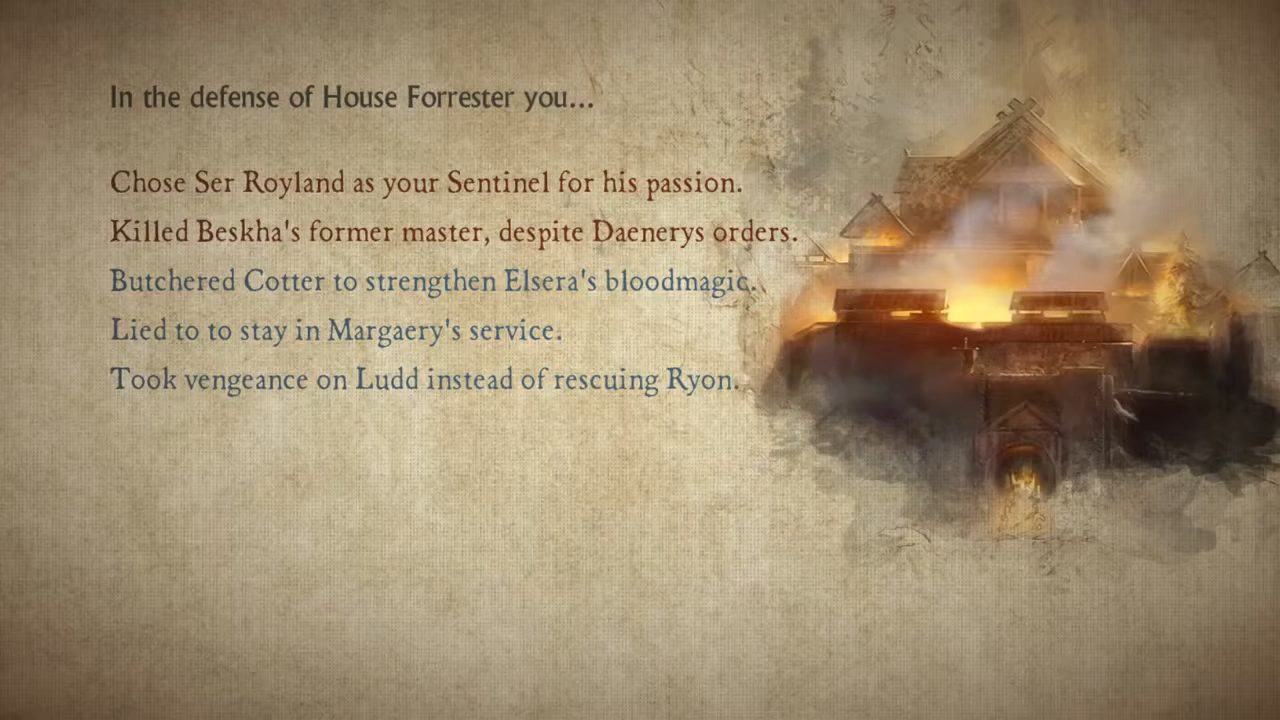 In the defense of House Forrester you...
Chose Ser Royland as your Sentinel for his passion.
Killed Beskha's former master, despite Daenerys orders.
Butchered Cotter to strengthen Elsera's bloodmagic.
Lied to to stay in Margaery's service.
Took vengeance on Ludd instead of rescuing Ryon.